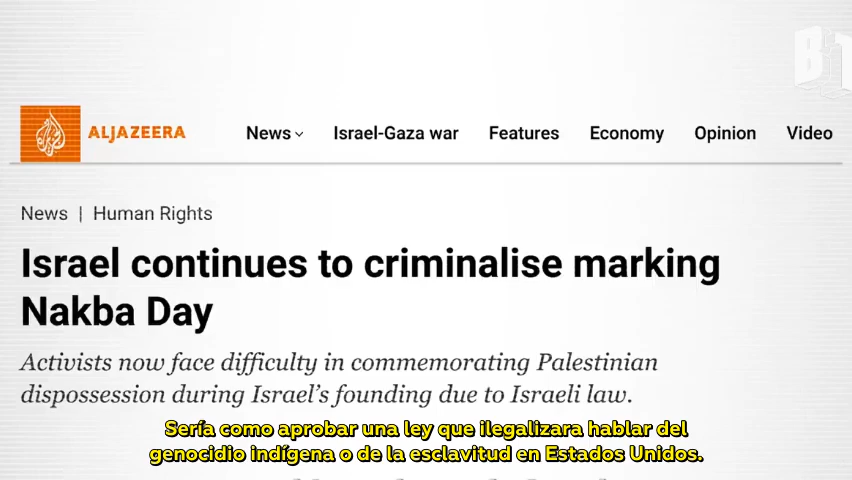 BT
ALJAZEERA
News Israel-Gaza war Features Economy Opinion Video
News | Human Rights
Israel continues to criminalise marking
Nakba Day
Activists now face difficulty in commemorating Palestinian
dispossession during Israel's founding due to Israeli law.
Sería como aprobar una ley que ilegalizara hablar del
genocidio indígena o de la esclavitud en Estados Unidos.